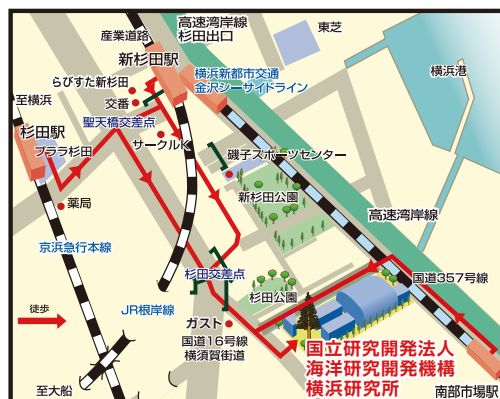 高速湾岸線
杉田出口
東芝
産業道路
新杉田駅
横浜港
らびすた新杉田
横浜新都市交通
金沢シーサイドライン
至横浜
交番
聖天橋交差点
杉田駅
サークルK
磯子スポーツセンター
プララ杉田
新杉田公園
薬局
高速湾岸線
京浜急行本線
杉田交差点
国道357号線
杉田公園
徒歩
JR根岸線
ガスト
国道16号線
横須賀街道
国立研究開発法人
海洋研究開発機構
横浜研究所
至大船
南部市場駅